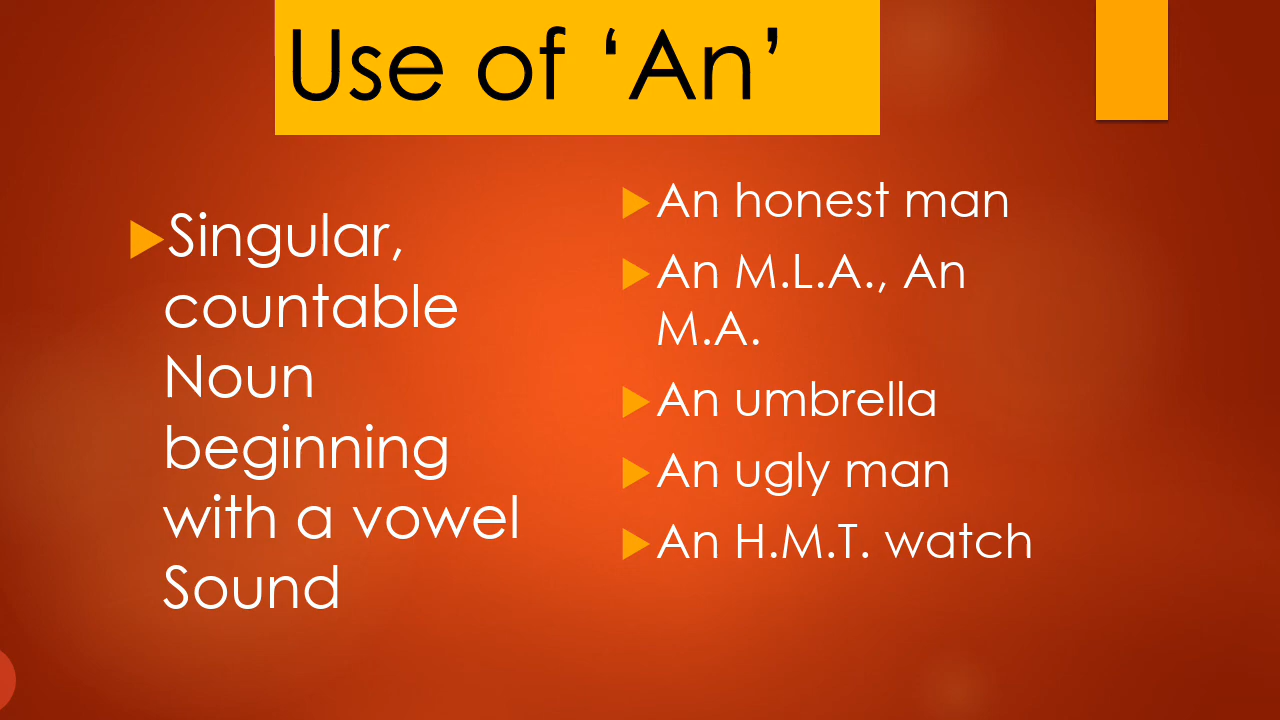 Use of ‘An’
Singular,
countable
Noun
beginning
with a vowel
Sound
An honest man
An M.L.A., An
M.A.
An umbrella
An ugly man
An H.M.T. watch